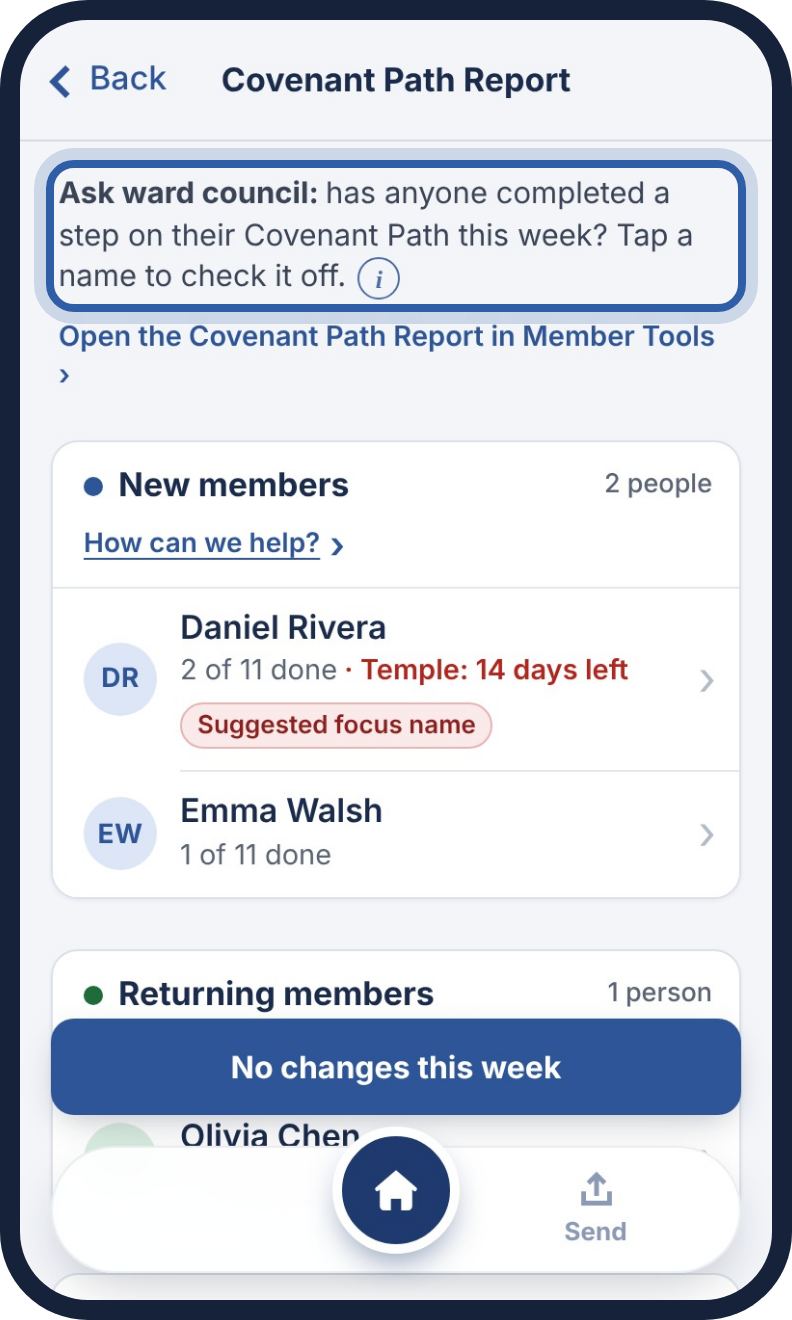 Back
Covenant Path Report
Ask ward council: has anyone completed a
step on their Covenant Path this week? Tap a
name to check it off. i
Open the Covenant Path Report in Member Tools
›
New members
2 people
How can we help? ›
DR
Daniel Rivera
2 of 11 done · Temple: 14 days left
Suggested focus name
EW
Emma Walsh
1 of 11 done
Returning members
1 person
No changes this week
Olivia Chen
Send